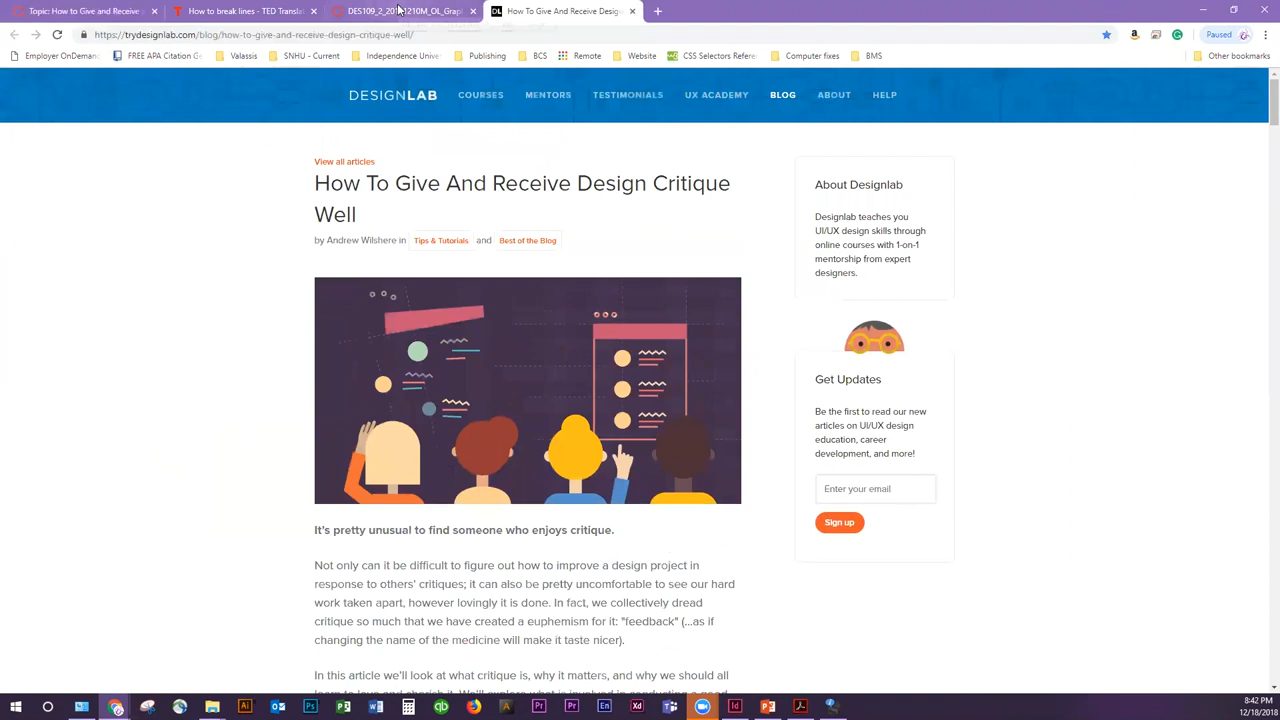 Topic: How to Give and Receive
How to break lines - TED Transla
DES109_2_201
1210M_OL_Graph
How To Give And Receive Design
https://trydesignlab.com/blog/how-to-give-and-receive-design-critique-well/
Paused
Employer OnDemand
FREE APA Citation
Valassis
SNHU - Current
Independence Univer
Publishing
BCS
Remote
Website
CSS Selectors Refere
Computer fixes
BMS
Other bookmarks
DESIGNLAB
COURSES
MENTORS
TESTIMONIALS
UX ACADEMY
BLOG
ABOUT
HELP
View all articles
How To Give And Receive Design Critique
Well
by Andrew Wilshere in Tips & Tutorials and Best of the Blog
It's pretty unusual to find someone who enjoys critique.
Not only can it be difficult to figure out how to improve a design project in
response to others' critiques; it can also be pretty uncomfortable to see our hard
work taken apart, however lovingly it is done. In fact, we collectively dread
critique so much that we have created a euphemism for it: "feedback" (...as if
changing the name of the medicine will make it taste nicer).
In this article we'll look at what critique is, why it matters, and why we should all
About Designlab
Designlab teaches you
UI/UX design skills through
online courses with 1-on-1
mentorship from expert
designers.
Get Updates
Be the first to read our new
articles on UI/UX design
education, career
development, and more!
Enter your email
Sign up
8:42 PM
12/18/2018